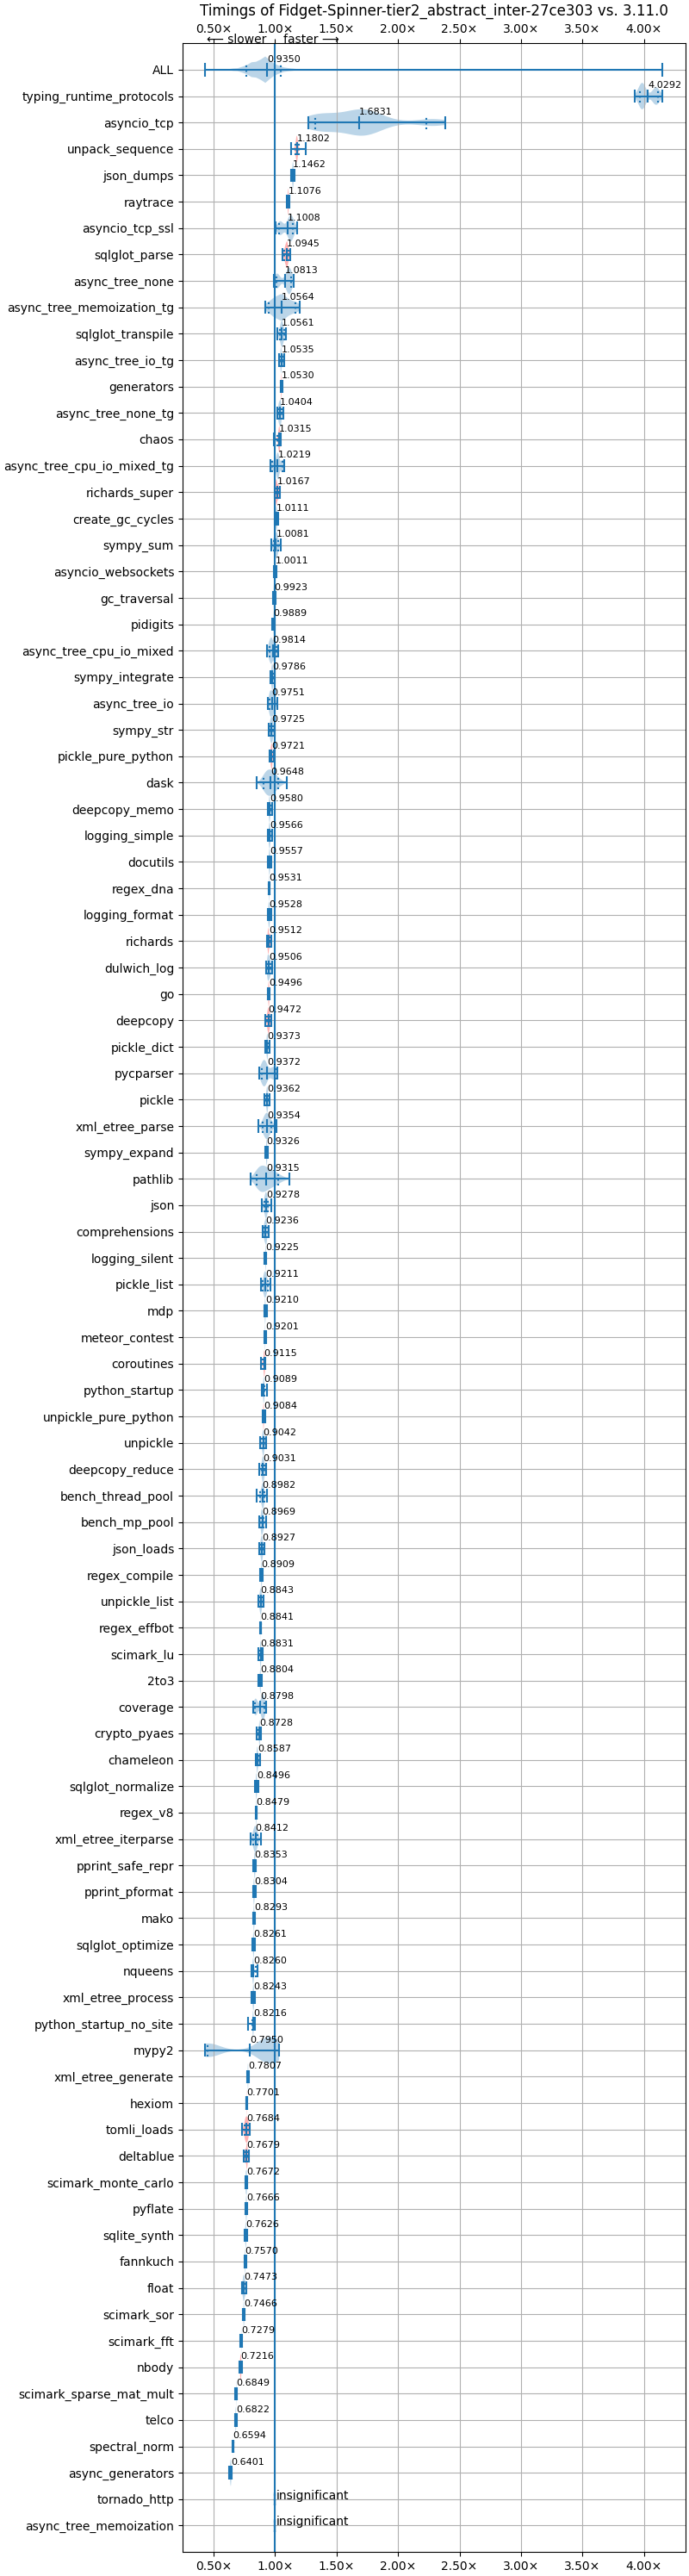 Timings of Fidget-Spinner-tier2_abstract_inter-27ce303 vs. 3.11.0
0.50× 1.00× 1.50× 2.00× 2.50× 3.00× 3.50× 4.00×
← slower faster →
ALL 0.9350
typing_runtime_protocols 4.0292
asyncio_tcp 1.6831
unpack_sequence 1.1802
json_dumps 1.1462
raytrace 1.1076
asyncio_tcp_ssl 1.1008
sqlglot_parse 1.0945
async_tree_none 1.0813
async_tree_memoization_tg 1.0564
sqlglot_transpile 1.0561
async_tree_io_tg 1.0535
generators 1.0530
async_tree_none_tg 1.0404
chaos 1.0315
async_tree_cpu_io_mixed_tg 1.0219
richards_super 1.0167
create_gc_cycles 1.0111
sympy_sum 1.0081
asyncio_websockets 1.0011
gc_traversal 0.9923
pidigits 0.9889
async_tree_cpu_io_mixed 0.9814
sympy_integrate 0.9786
async_tree_io 0.9751
sympy_str 0.9725
pickle_pure_python 0.9721
dask 0.9648
deepcopy_memo 0.9580
logging_simple 0.9566
docutils 0.9557
regex_dna 0.9531
logging_format 0.9528
richards 0.9512
dulwich_log 0.9506
go 0.9496
deepcopy 0.9472
pickle_dict 0.9373
pycparser 0.9372
pickle 0.9362
xml_etree_parse 0.9354
sympy_expand 0.9326
pathlib 0.9315
json 0.9278
comprehensions 0.9236
logging_silent 0.9225
pickle_list 0.9211
mdp 0.9210
meteor_contest 0.9201
coroutines 0.9115
python_startup 0.9089
unpickle_pure_python 0.9084
unpickle 0.9042
deepcopy_reduce 0.9031
bench_thread_pool 0.8982
bench_mp_pool 0.8969
json_loads 0.8927
regex_compile 0.8909
unpickle_list 0.8843
regex_effbot 0.8841
scimark_lu 0.8831
2to3 0.8804
coverage 0.8798
crypto_pyaes 0.8728
chameleon 0.8587
sqlglot_normalize 0.8496
regex_v8 0.8479
xml_etree_iterparse 0.8412
pprint_safe_repr 0.8353
pprint_pformat 0.8304
mako 0.8293
sqlglot_optimize 0.8261
nqueens 0.8260
xml_etree_process 0.8243
python_startup_no_site 0.8216
mypy2 0.7950
xml_etree_generate 0.7807
hexiom 0.7701
tomli_loads 0.7684
deltablue 0.7679
scimark_monte_carlo 0.7672
pyflate 0.7666
sqlite_synth 0.7626
fannkuch 0.7570
float 0.7473
scimark_sor 0.7466
scimark_fft 0.7279
nbody 0.7216
scimark_sparse_mat_mult 0.6849
telco 0.6822
spectral_norm 0.6594
async_generators 0.6401
tornado_http insignificant
async_tree_memoization insignificant
0.50× 1.00× 1.50× 2.00× 2.50× 3.00× 3.50× 4.00×